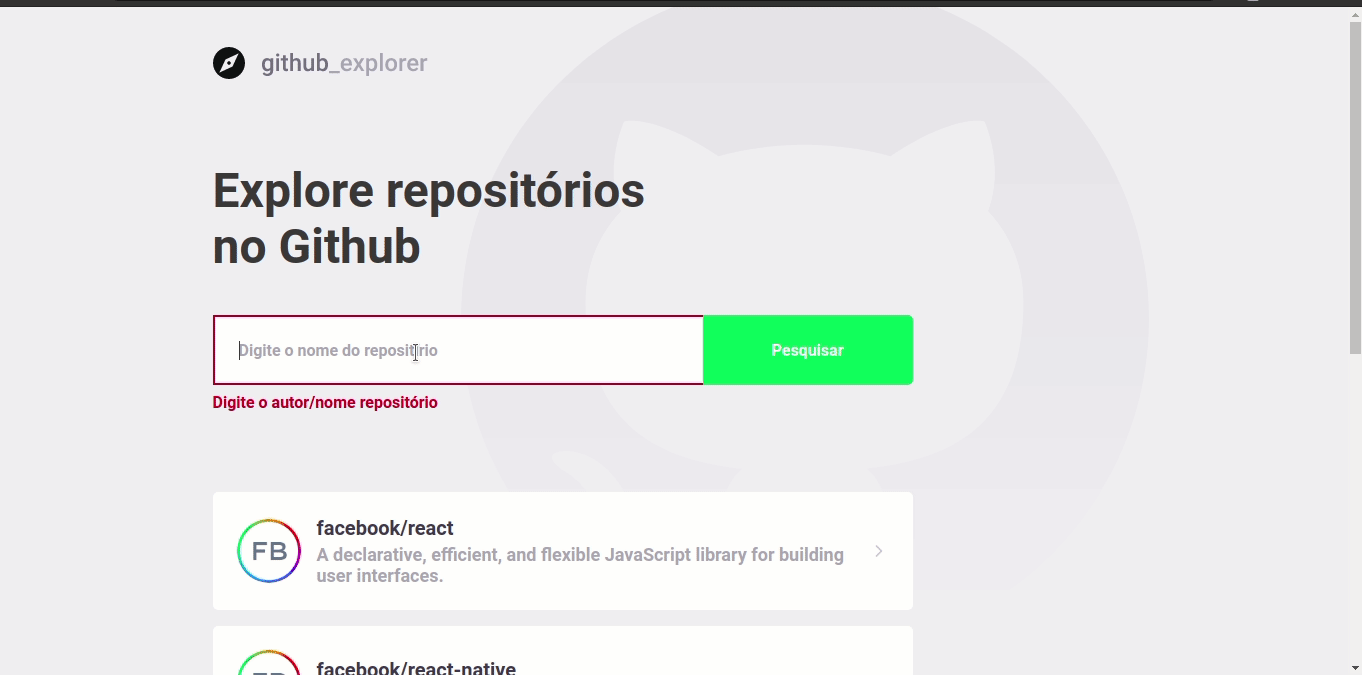 github_explorer
Explore repositórios
no Github
Digite o nome do repositório
Pesquisar
Digite o autor/nome repositório
FB
facebook/react
A declarative, efficient, and flexible JavaScript library for building
user interfaces.
facebook/react-native